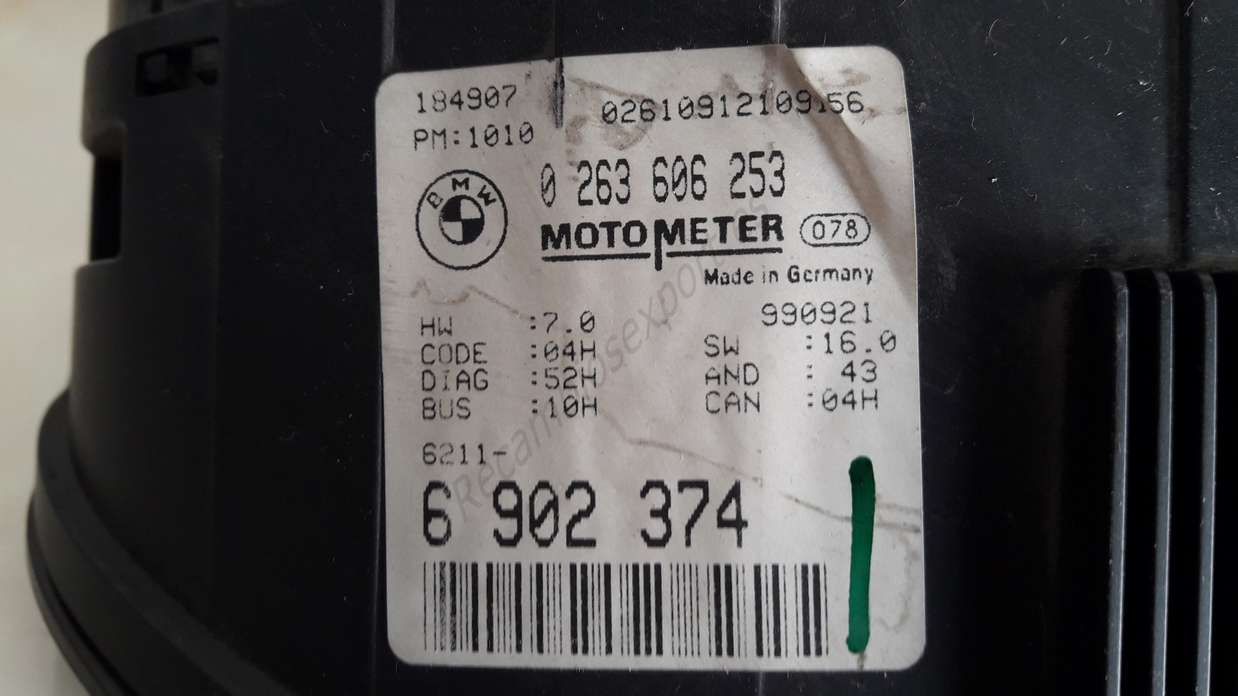 184907
02610912109156
PM:1010
BMW
0 263 606 253
MOTOMETER 078
Made in Germany
990921
HW :7.0
SW :16.0
CODE :04H
DIAG :52H
AND : 43
BUS :10H
CAN :04H
6211-
6 902 374